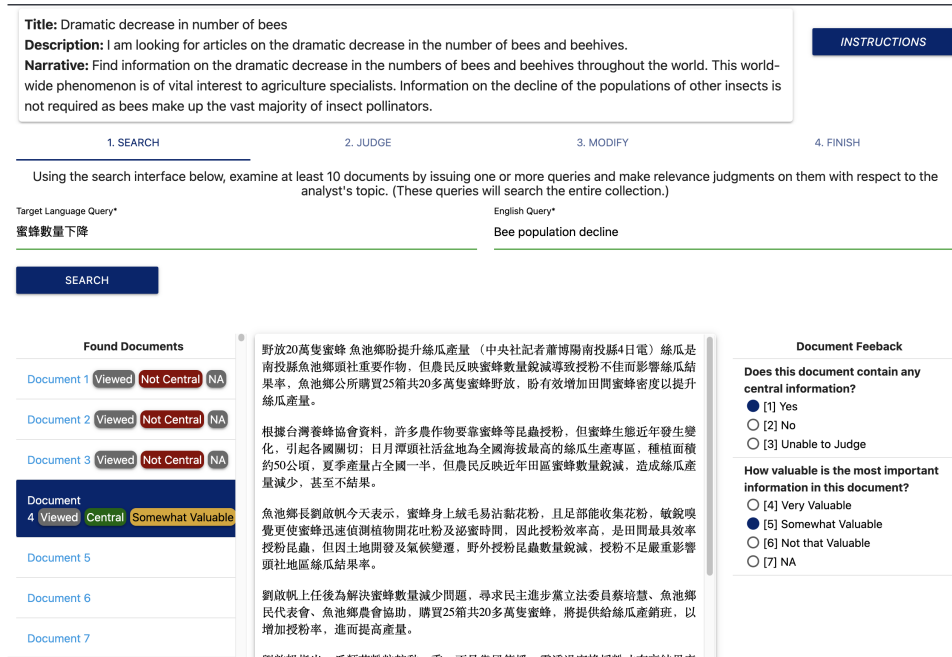 Title: Dramatic decrease in number of bees
Description: I am looking for articles on the dramatic decrease in the number of bees and beehives.
Narrative: Find information on the dramatic decrease in the numbers of bees and beehives throughout the world. This world-
wide phenomenon is of vital interest to agriculture specialists. Information on the decline of the populations of other insects is
not required as bees make up the vast majority of insect pollinators.
INSTRUCTIONS
1. SEARCH
2. JUDGE
3. MODIFY
4. FINISH
Using the search interface below, examine at least 10 documents by issuing one or more queries and make relevance judgments on them with respect to the
analyst's topic. (These queries will search the entire collection.)
Target Language Query*
蜜蜂數量下降
English Query*
Bee population decline
SEARCH
Found Documents
Document 1 Viewed Not Central NA
Document 2 Viewed Not Central NA
Document 3 Viewed Not Central NA
Document
4 Viewed Central Somewhat Valuable
Document 5
Document 6
Document 7
野放20萬隻蜜蜂 魚池鄉盼提升絲瓜產量 （中央社記者蕭博陽南投縣4日電）絲瓜是
南投縣魚池鄉頭社重要作物，但農民反映蜜蜂數量銳減導致授粉不佳而影響絲瓜結
果率，魚池鄉公所購買25箱共20多萬隻蜜蜂野放，盼有效增加田間蜜蜂密度以提升
絲瓜產量。
根據台灣養蜂協會資料，許多農作物要靠蜜蜂等昆蟲授粉，但蜜蜂生態近年發生變
化，引起各國關切；日月潭頭社活盆地為全國海拔最高的絲瓜生產專區，種植面積
約50公頃，夏季產量占全國一半，但農民反映近年田區蜜蜂數量銳減，造成絲瓜產
量減少，甚至不結果。
魚池鄉長劉啟帆今天表示，蜜蜂身上絨毛易沾黏花粉，且足部能收集花粉，敏銳嗅
覺更使蜜蜂迅速偵測植物開花吐粉及泌蜜時間，因此授粉效率高，是田間最具效率
授粉昆蟲，但因土地開發及氣候變遷，野外授粉昆蟲數量銳減，授粉不足嚴重影響
頭社地區絲瓜結果率。
劉啟帆上任後為解決蜜蜂數量減少問題，尋求民主進步黨立法委員蔡培慧、魚池鄉
民代表會、魚池鄉農會協助，購買25箱共20多萬隻蜜蜂，將提供給絲瓜產銷班，以
增加授粉率，進而提高產量。
Document Feeback
Does this document contain any
central information?
[1] Yes
[2] No
[3] Unable to Judge
How valuable is the most important
information in this document?
[4] Very Valuable
[5] Somewhat Valuable
[6] Not that Valuable
[7] NA